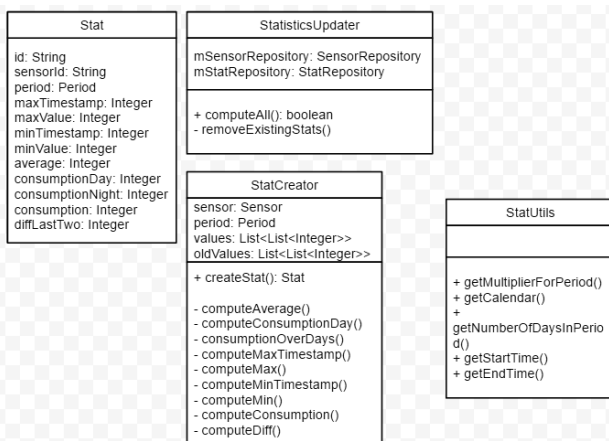 Stat
id: String
sensorId: String
period: Period
maxTimestamp: Integer
maxValue: Integer
minTimestamp: Integer
minValue: Integer
average: Integer
consumptionDay: Integer
consumptionNight: Integer
consumption: Integer
diffLastTwo: Integer
StatisticsUpdater
mSensorRepository: SensorRepository
mStatRepository: StatRepository
+ computeAll(): boolean
- removeExistingStats()
StatCreator
sensor: Sensor
period: Period
values: List<List<Integer>>
oldValues: List<List<Integer>>
+ createStat(): Stat
- computeAverage()
- computeConsumptionDay()
- consumptionOverDays()
- computeMaxTimestamp()
- computeMax()
- computeMinTimestamp()
- computeMin()
- computeConsumption()
- computeDiff()
StatUtils
+ getMultiplierForPeriod()
+ getCalendar()
+
getNumberOfDaysInPerio
d()
+ getStartTime()
+ getEndTime()